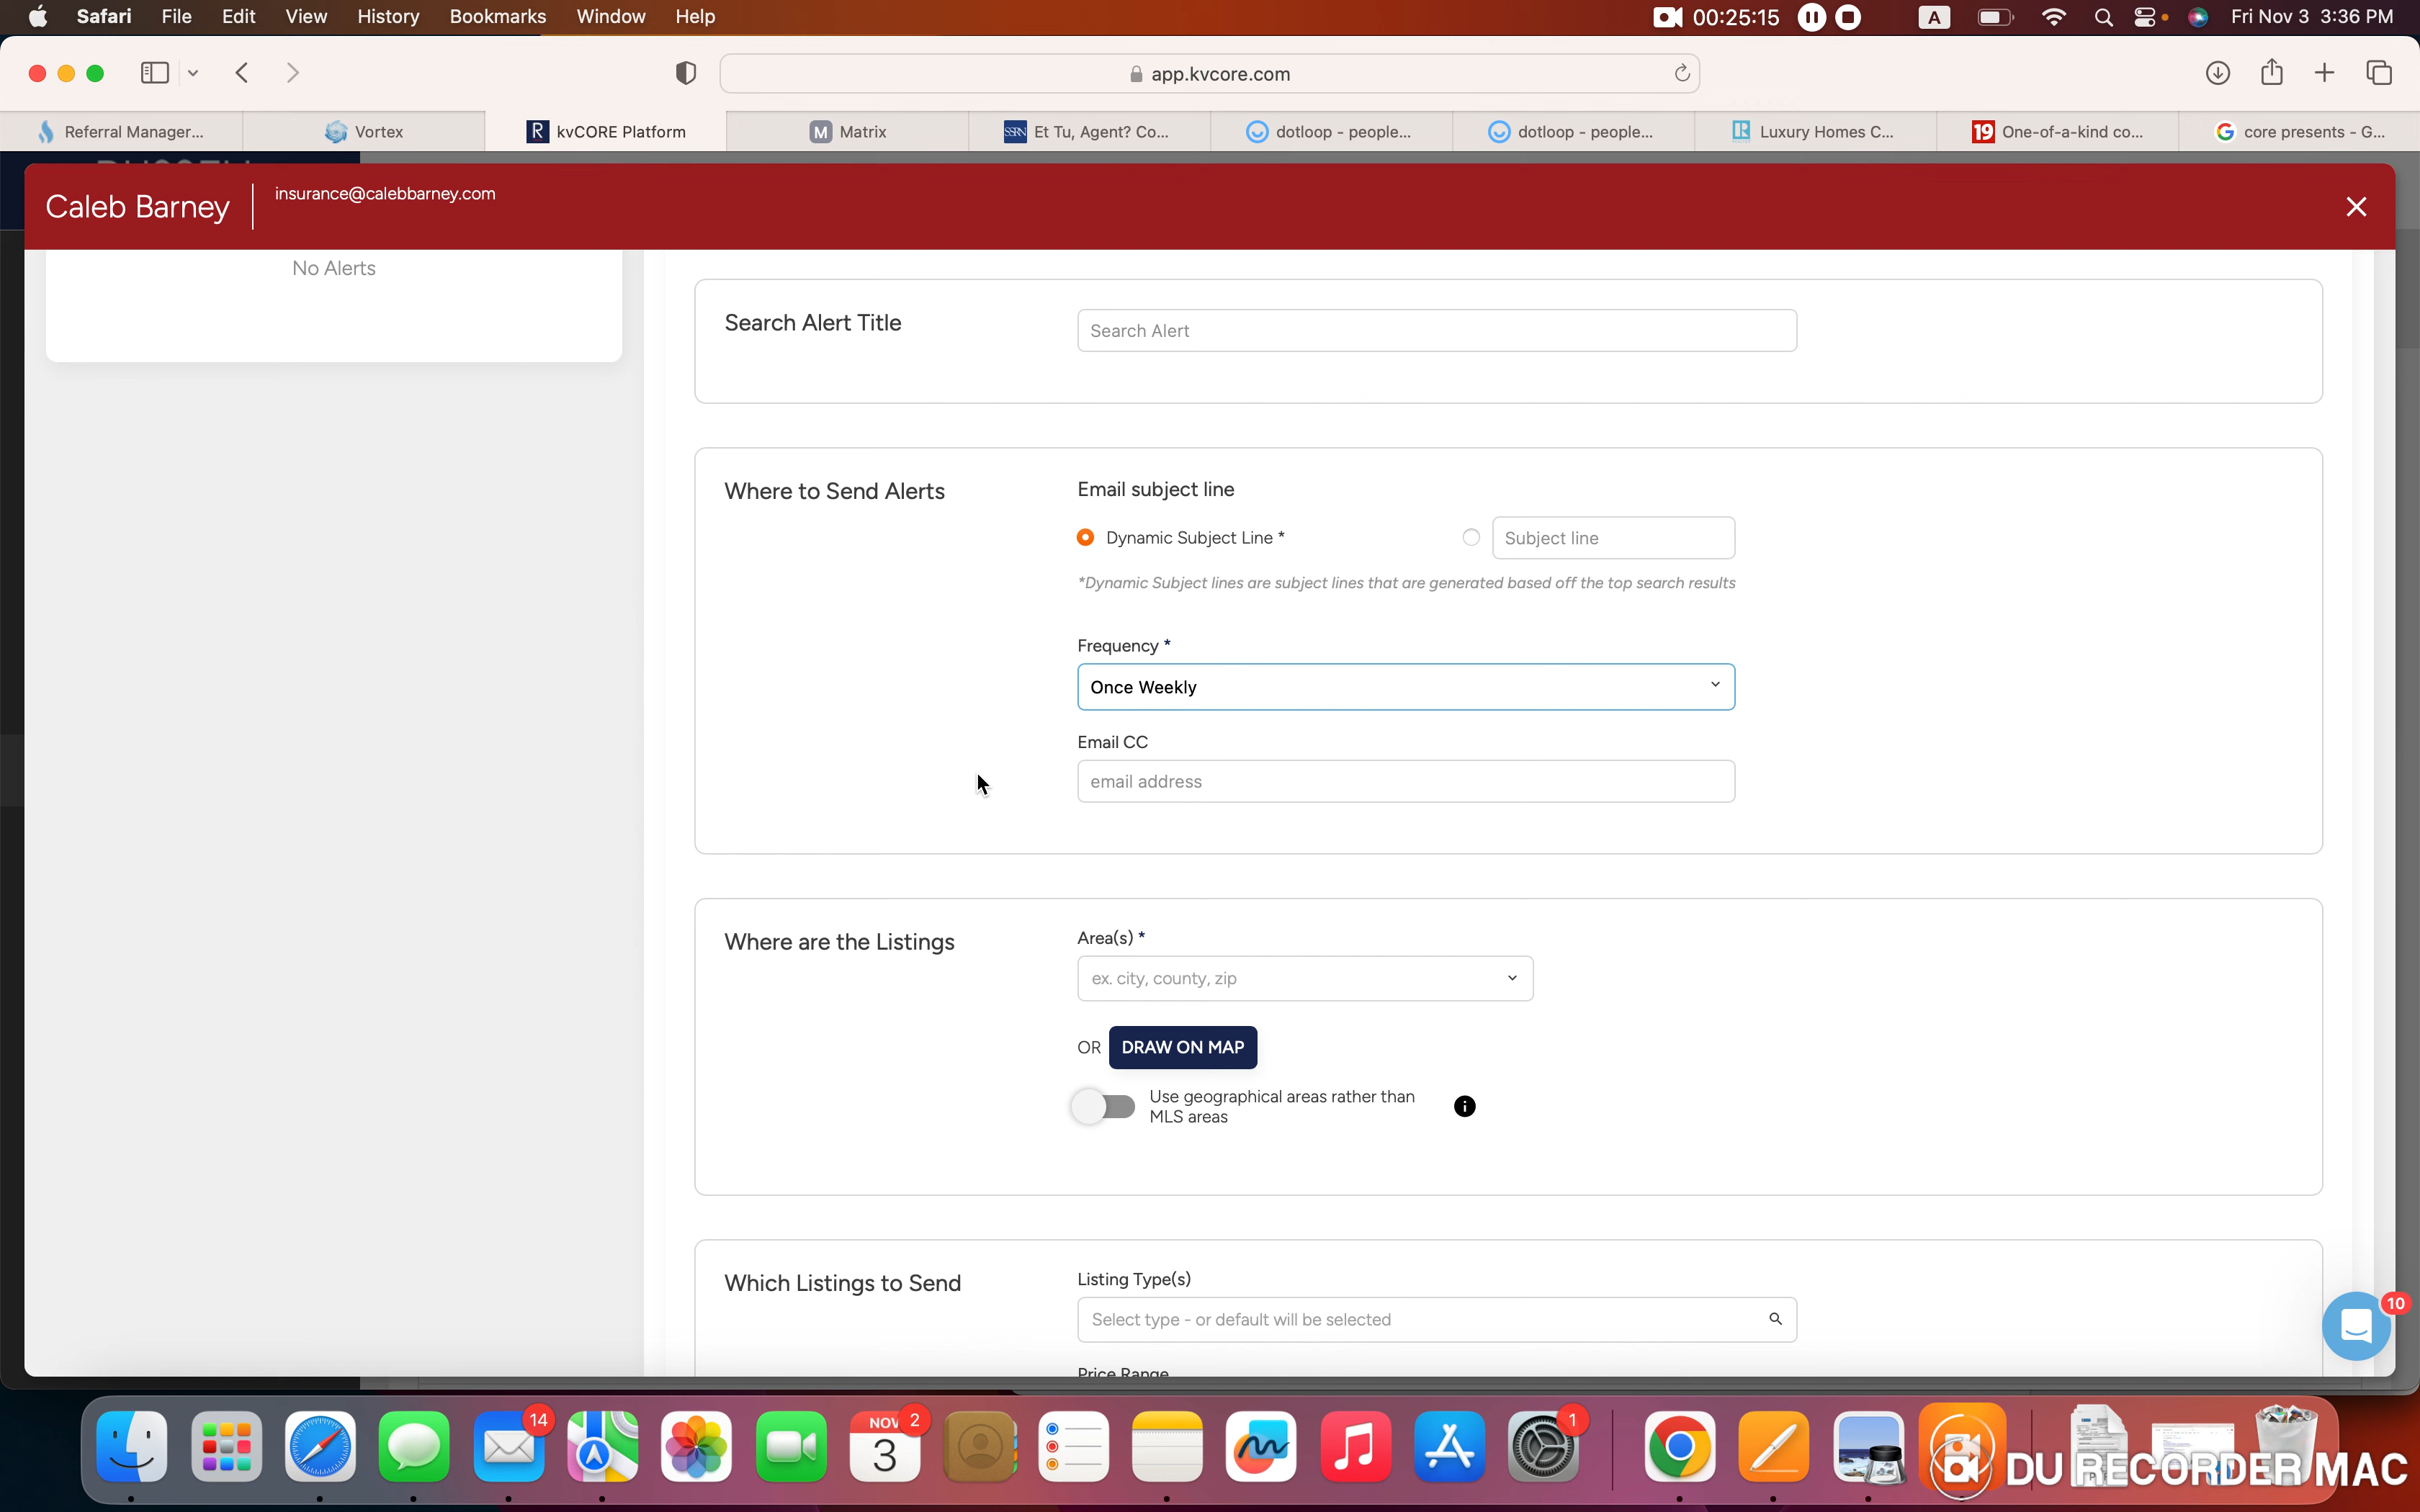 Safari File Edit View History Bookmarks Window Help 00:25:15 A Fri Nov 3 3:36 PM
app.kvcore.com
Referral Manager... Vortex R kvCORE Platform M Matrix SSRN Et Tu, Agent? Co... dotloop - people... dotloop - people... Luxury Homes C... 19 One-of-a-kind co... G core presents - G...
Caleb Barney insurance@calebbarney.com
No Alerts
Search Alert Title Search Alert
Where to Send Alerts Email subject line
Dynamic Subject Line * Subject line
*Dynamic Subject lines are subject lines that are generated based off the top search results
Frequency *
Once Weekly
Email CC
email address
Where are the Listings Area(s) *
ex. city, county, zip
OR DRAW ON MAP
Use geographical areas rather than
MLS areas
Which Listings to Send Listing Type(s)
Select type - or default will be selected
10
Price Range
14 NOV 2 1
3
DU RECORDER MAC